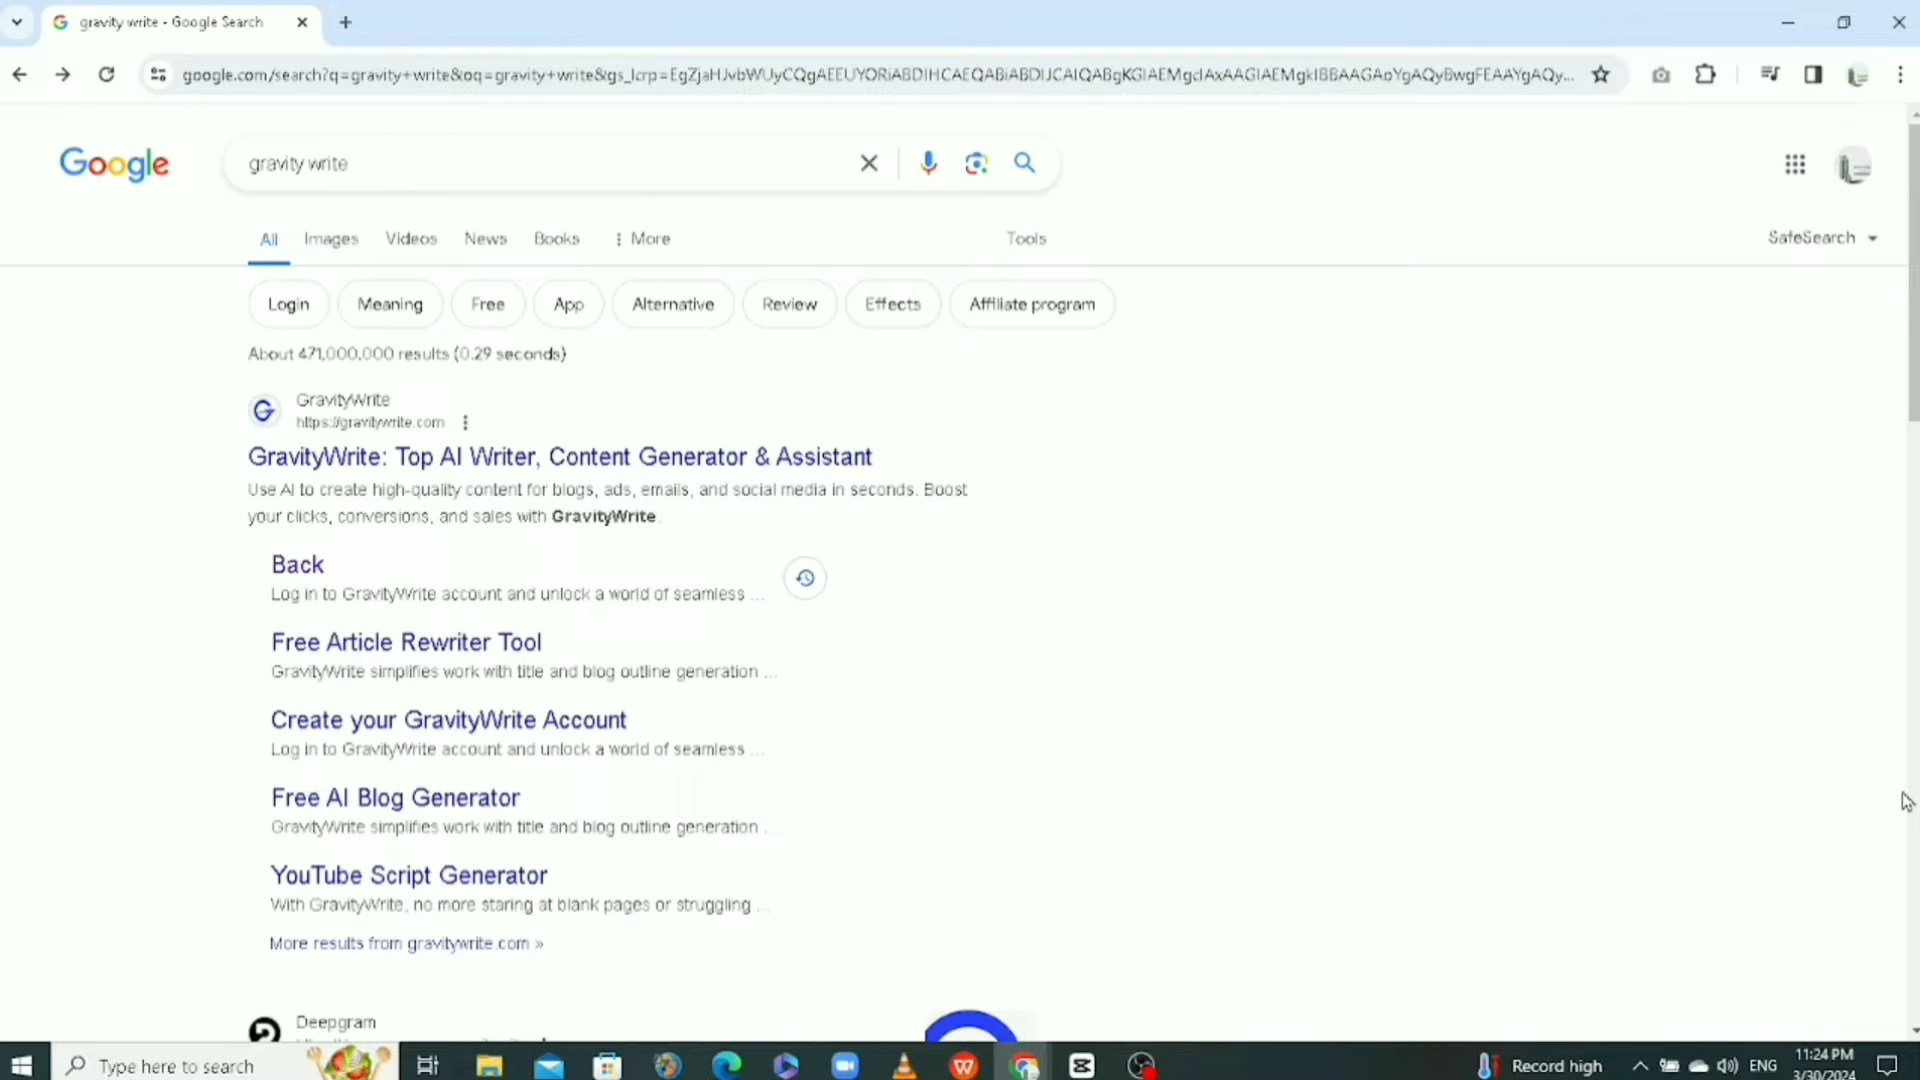 gravity write - Google Search
google.com/search?q=gravity+write&oq=gravity+write&gs_lcrp=
Google
gravity write
All Images Videos News Books More Tools SafeSearch
Login Meaning Free App Alternative Review Effects Affiliate program
About 471,000,000 results (0.29 seconds)
GravityWrite
https://gravitywrite.com
GravityWrite: Top AI Writer, Content Generator & Assistant
Use AI to create high-quality content for blogs, ads, emails, and social media in seconds. Boost
your clicks, conversions, and sales with GravityWrite.
Back
Log in to GravityWrite account and unlock a world of seamless ...
Free Article Rewriter Tool
GravityWrite simplifies work with title and blog outline generation ...
Create your GravityWrite Account
Log in to GravityWrite account and unlock a world of seamless ...
Free AI Blog Generator
GravityWrite simplifies work with title and blog outline generation ...
YouTube Script Generator
With GravityWrite, no more staring at blank pages or struggling ...
More results from gravitywrite.com »
Deepgram
Type here to search
Record high
ENG
11:24 PM
3/30/2024